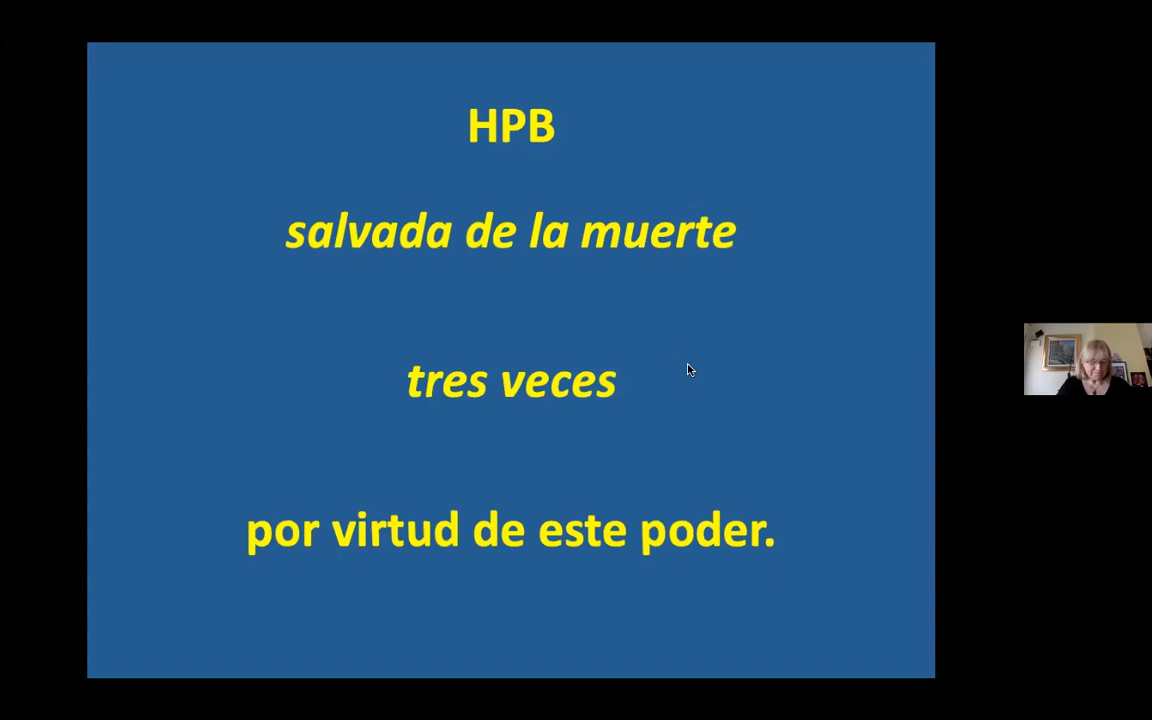 HPB
salvada de la muerte
tres veces
por virtud de este poder.